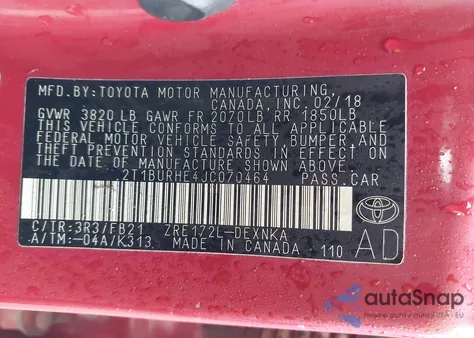 MFD.BY:TOYOTA MOTOR MANUFACTURING,
CANADA, INC. 02/18
GVWR 3820 LB GAWR FR 2070LB RR 1850LB
THIS VEHICLE CONFORMS TO ALL APPLICABLE
FEDERAL MOTOR VEHICLE SAFETY, BUMPER,
AND THEFT PREVENTION STANDARDS IN EFFECT ON
THE DATE OF MANUFACTURE SHOWN ABOVE.
2T1BURHE4JC070464 PASS.CAR
C/TR:3R3/FB21 ZRE172L-DEXNKA
A/TM:-04A/K313 MADE IN CANADA 110
TOYOTA
AD
autoSnap